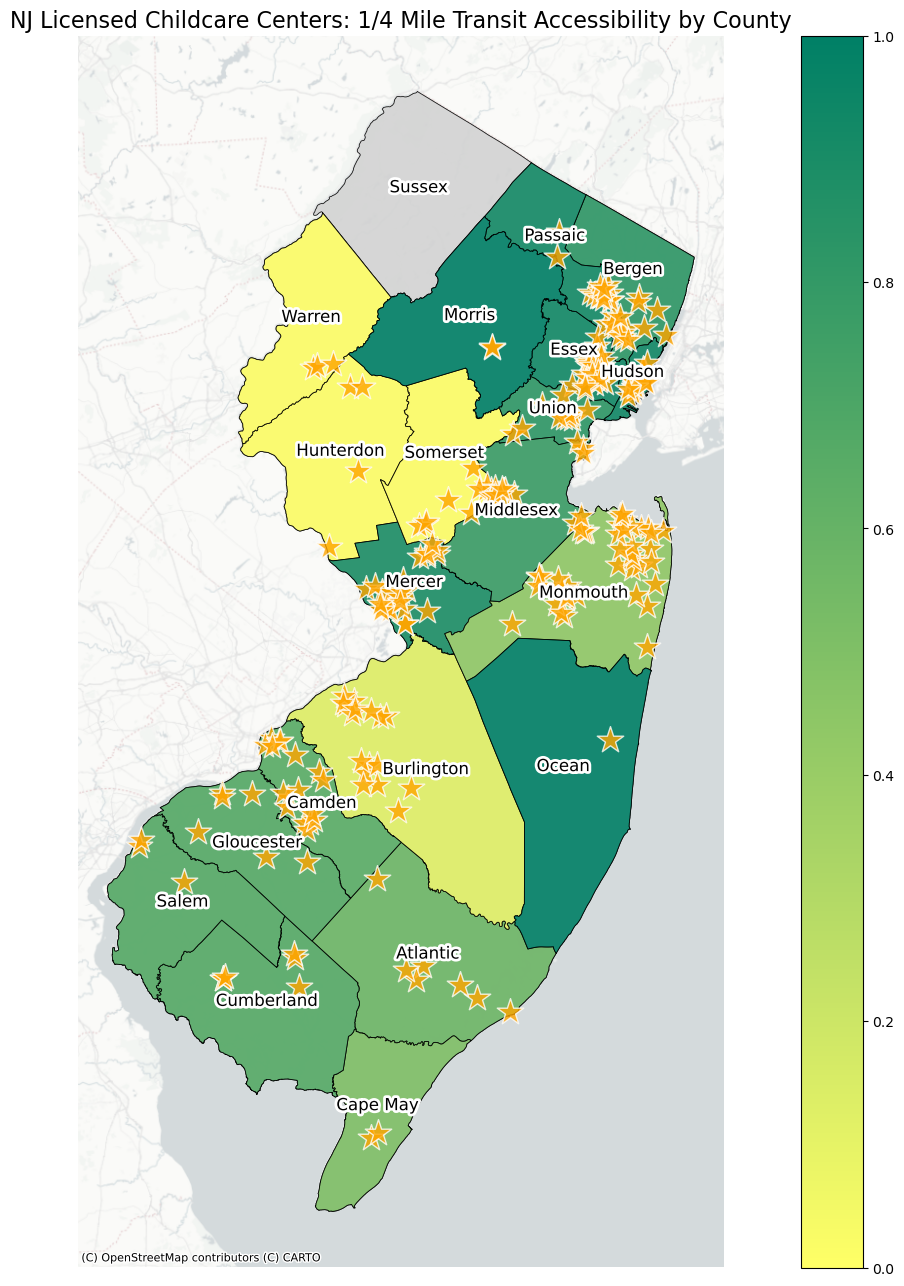 NJ Licensed Childcare Centers: 1/4 Mile Transit Accessibility by County
1.0
Sussex
Passaic
Bergen
0.8
Warren
Morris
Essex
Hudson
Union
Hunterdon
Somerset
Middlesex
0.6
Mercer
Monmouth
Ocean
Burlington
0.4
Camden
Gloucester
Salem
Atlantic
Cumberland
0.2
Cape May
(C) OpenStreetMap contributors (C) CARTO
0.0